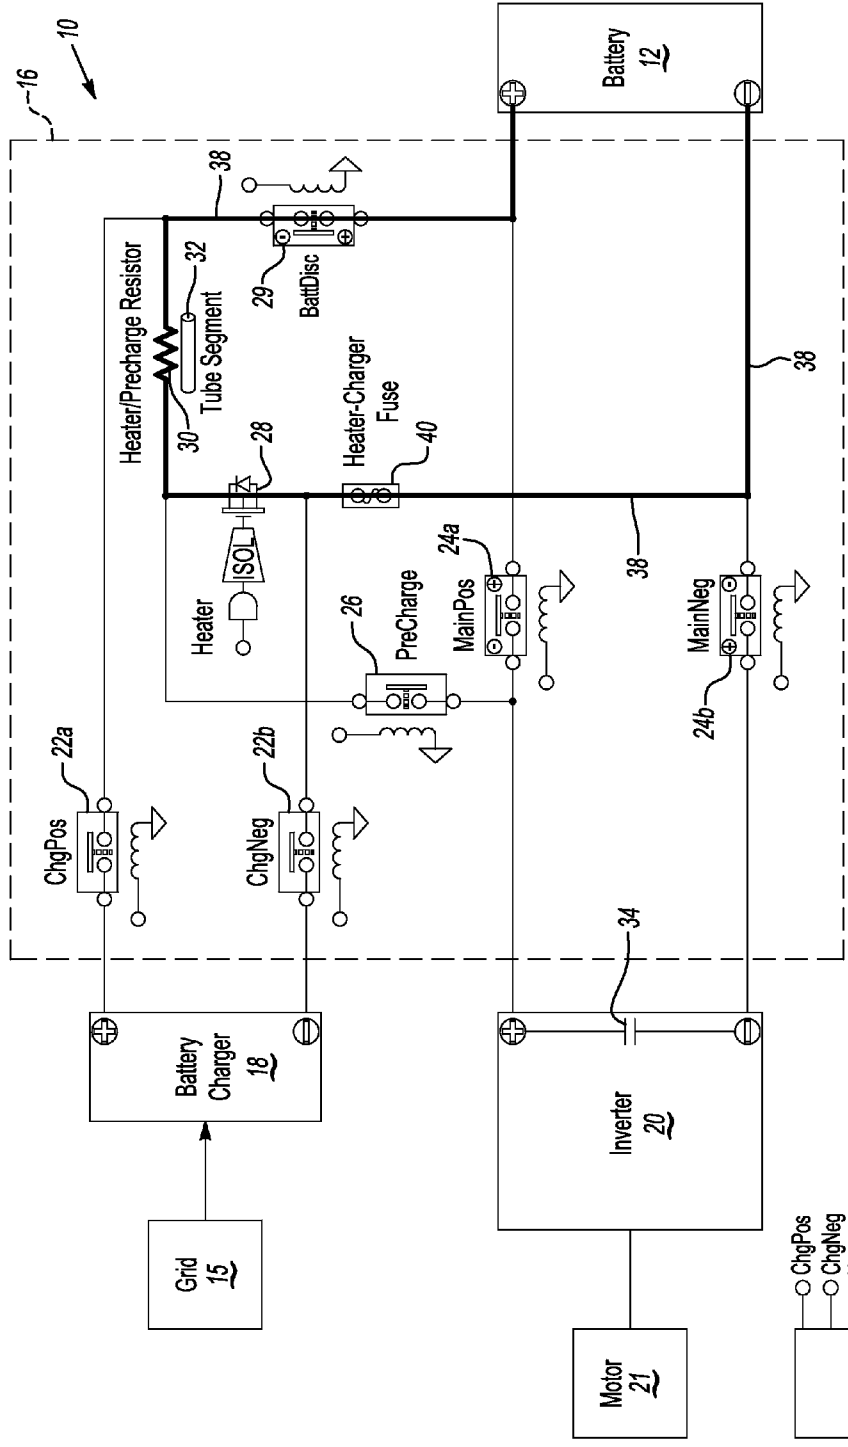 16
10
Battery
12
38
29
BattDisc
Heater/Precharge Resistor
32
Tube Segment
30
28
ISOL
Heater
Heater-Charger
Fuse
40
38
38
24a
MainPos
26
PreCharge
MainNeg
24b
22a
ChgPos
22b
ChgNeg
34
Battery
Charger
18
Inverter
20
Grid
15
Motor
21
ChgPos
ChgNeg